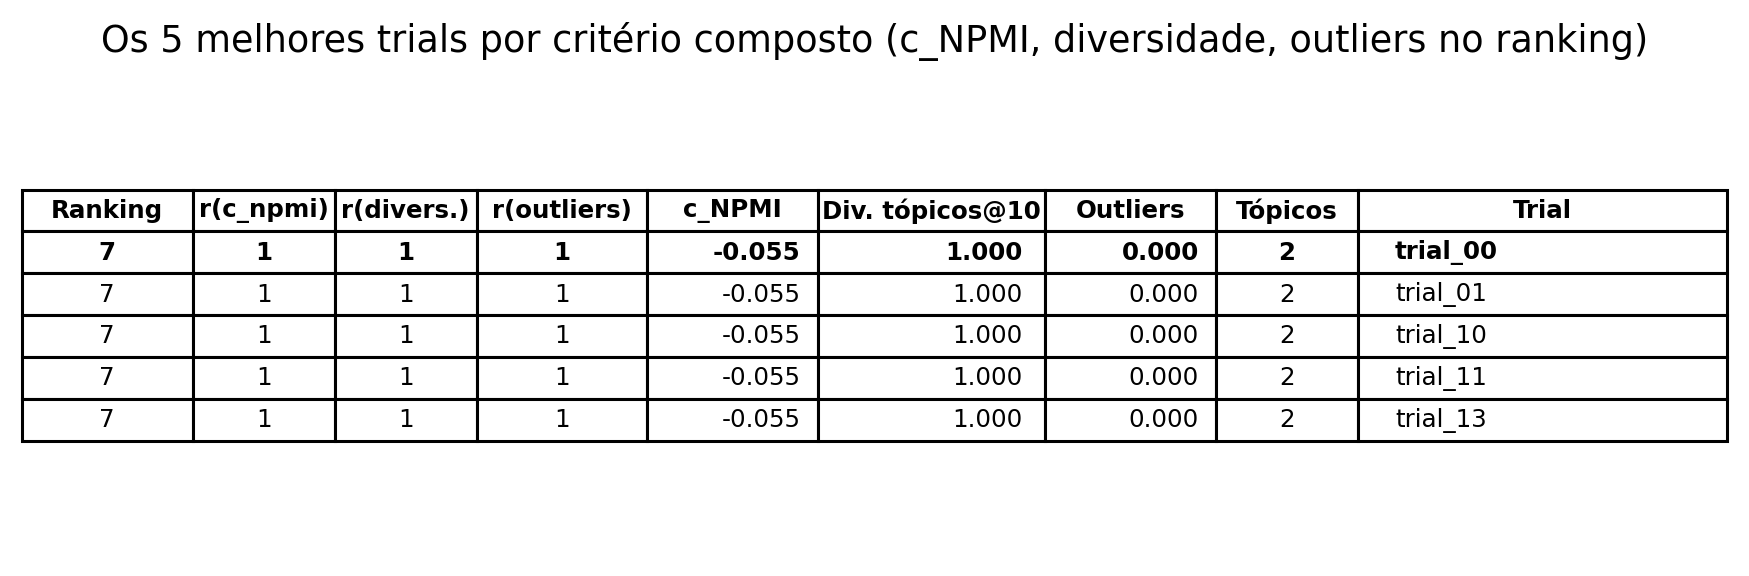 Os 5 melhores trials por critério composto (c_NPMI, diversidade, outliers no ranking)
Ranking r(c_npmi) r(divers.) r(outliers) c_NPMI Div. tópicos@10 Outliers Tópicos Trial
7 1 1 1 -0.055 1.000 0.000 2 trial_00
7 1 1 1 -0.055 1.000 0.000 2 trial_01
7 1 1 1 -0.055 1.000 0.000 2 trial_10
7 1 1 1 -0.055 1.000 0.000 2 trial_11
7 1 1 1 -0.055 1.000 0.000 2 trial_13